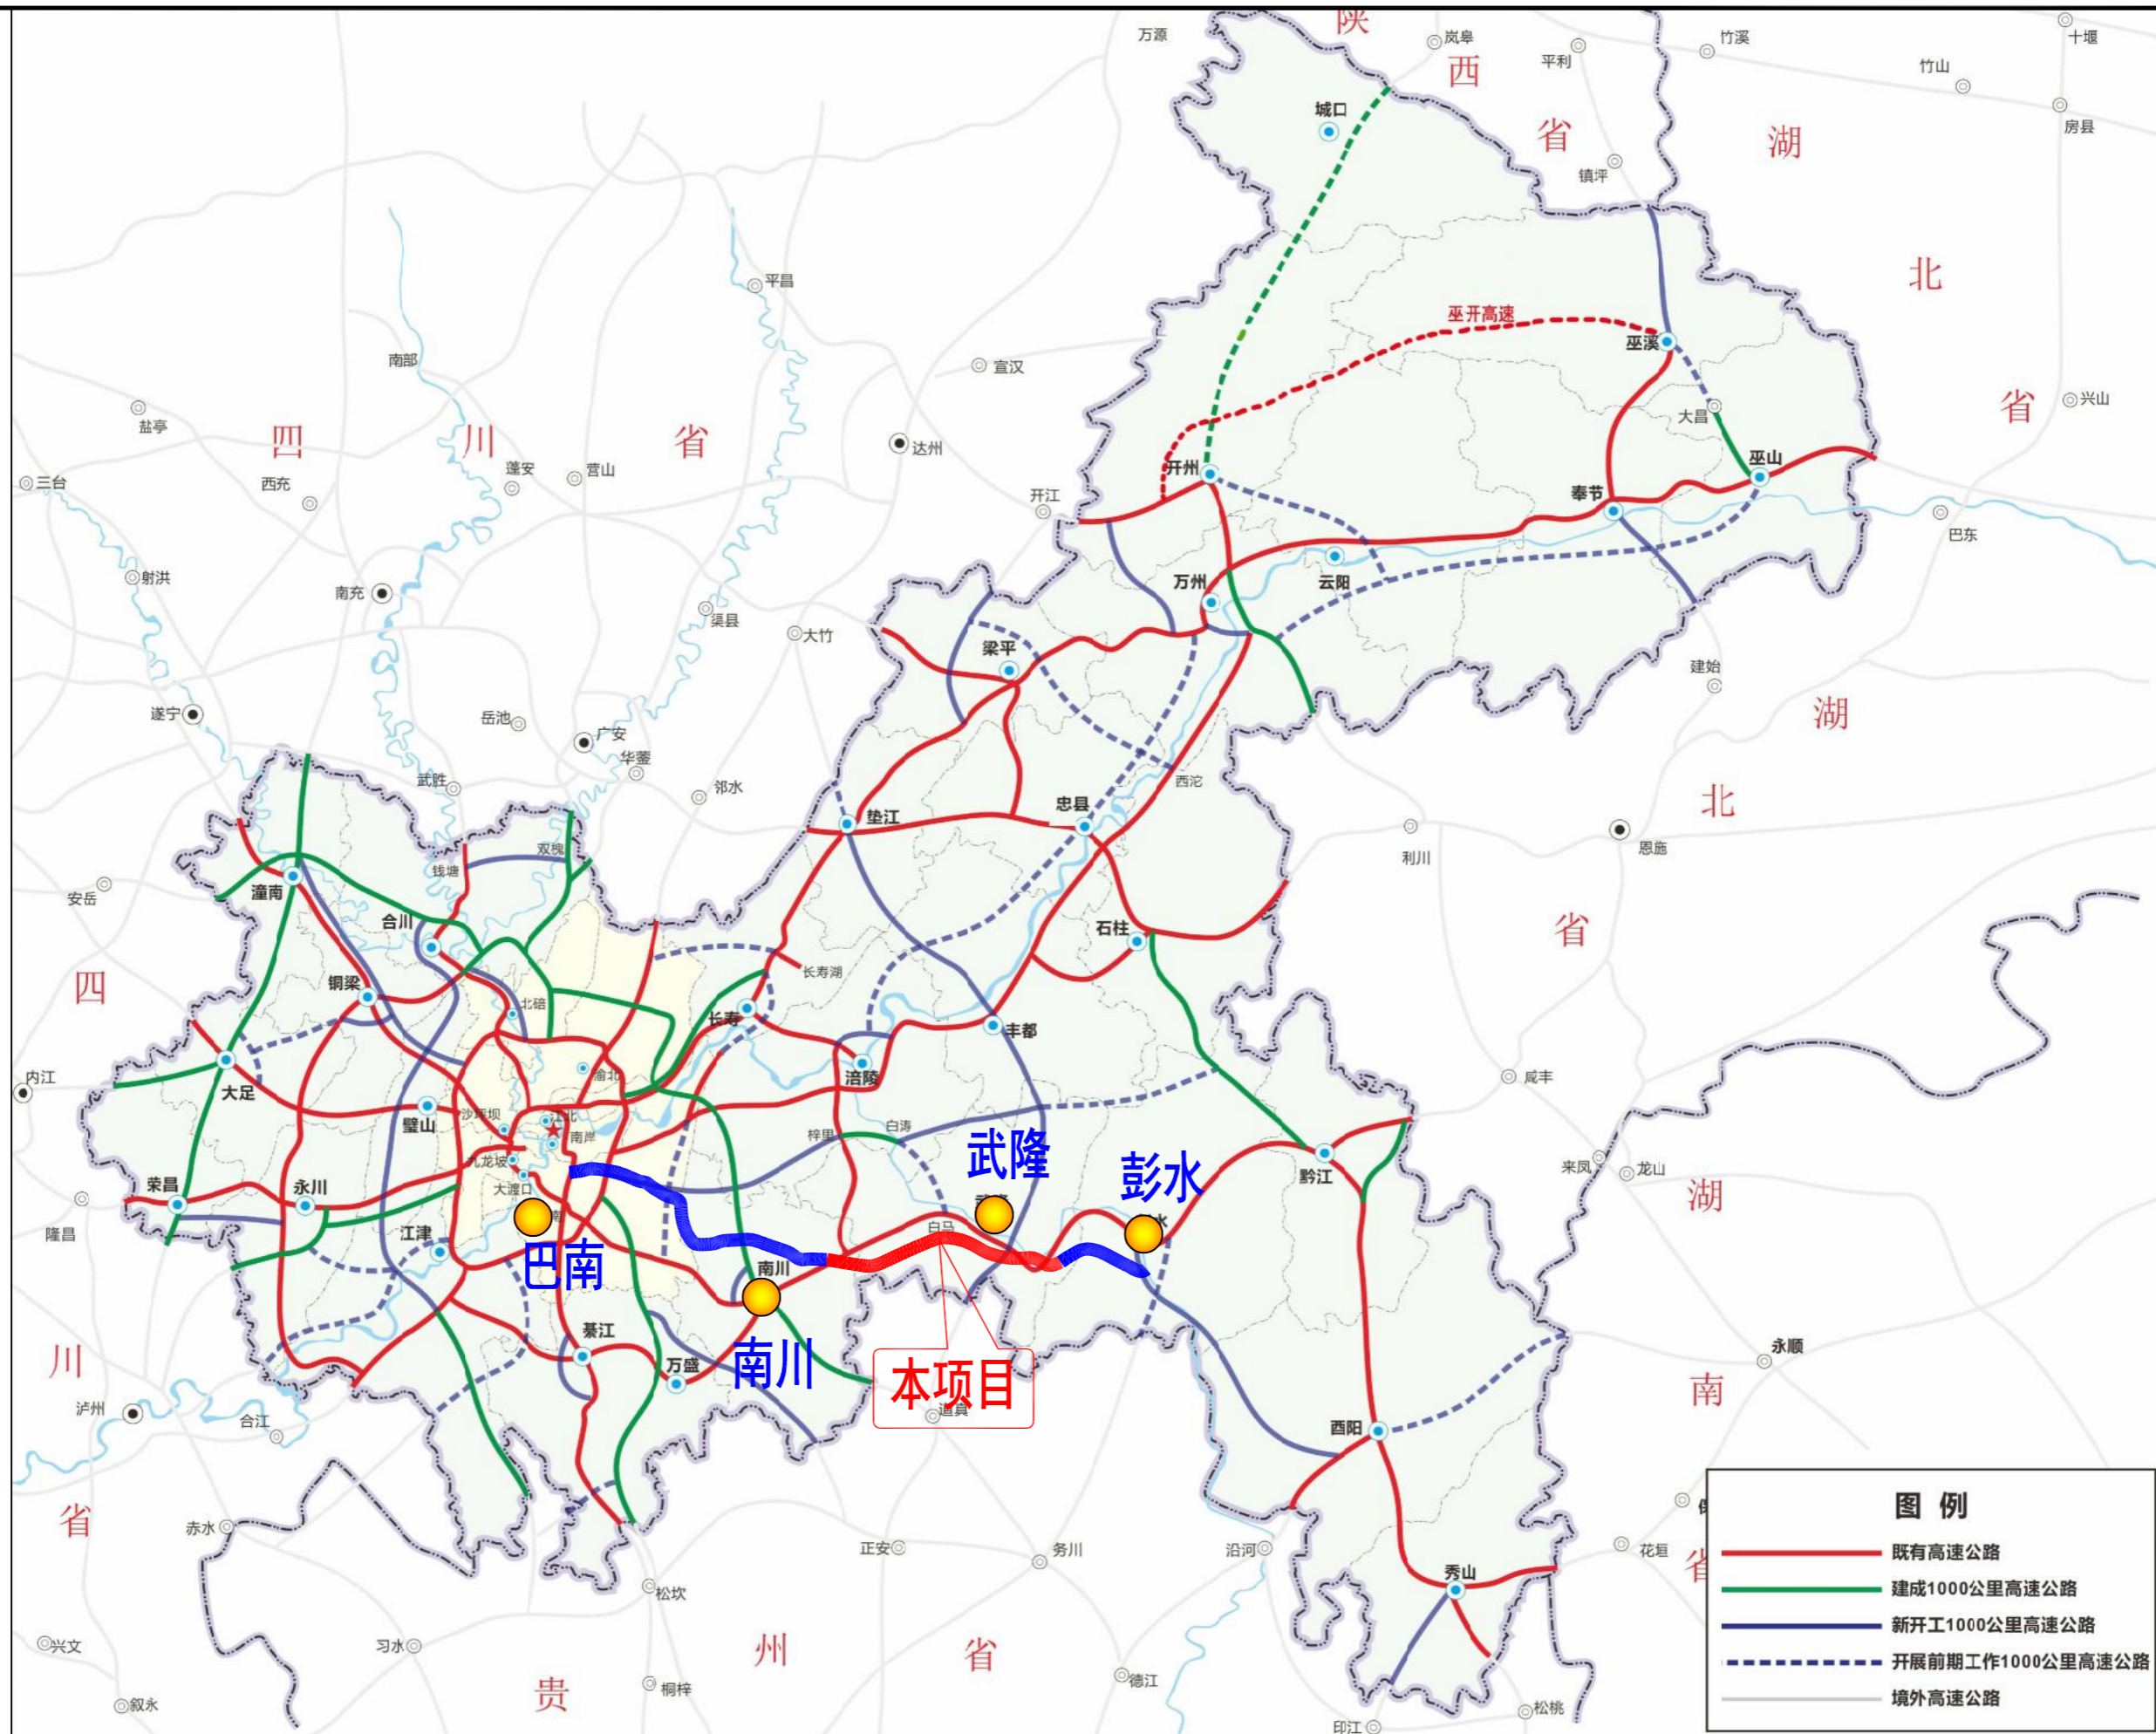 陕
西
省
万源
岚皋
平利
竹溪
十堰
竹山
房县
城口
镇坪
湖
北
省
平昌
巫开高速
巫溪
南部
宣汉
大昌
兴山
盐亭
四
川
省
蓬安
营山
达州
西充
三台
开州
巫山
开江
奉节
巴东
射洪
南充
渠县
大竹
万州
云阳
梁平
建始
遂宁
岳池
广安
华蓥
湖
武胜
邻水
西沱
北
垫江
忠县
双槐
钱塘
利川
恩施
安岳
潼南
合川
石柱
省
四
铜梁
长寿湖
北碚
长寿
丰都
内江
大足
渝北
涪陵
咸丰
璧山
沙坪坝
江北
南岸
梓里
白涛
武隆
彭水
九龙坡
大渡口
黔江
来凤
龙山
荣昌
永川
湖
隆昌
江津
巴南
白马
南川
綦江
南川
万盛
本项目
道真
川
永顺
南
泸州
合江
酉阳
省
赤水
正安
务川
沿河
花垣
省
松坎
秀山
兴文
习水
贵
州
省
桐梓
德江
叙永
印江
松桃
图 例
既有高速公路
建成1000公里高速公路
新开工1000公里高速公路
开展前期工作1000公里高速公路
境外高速公路